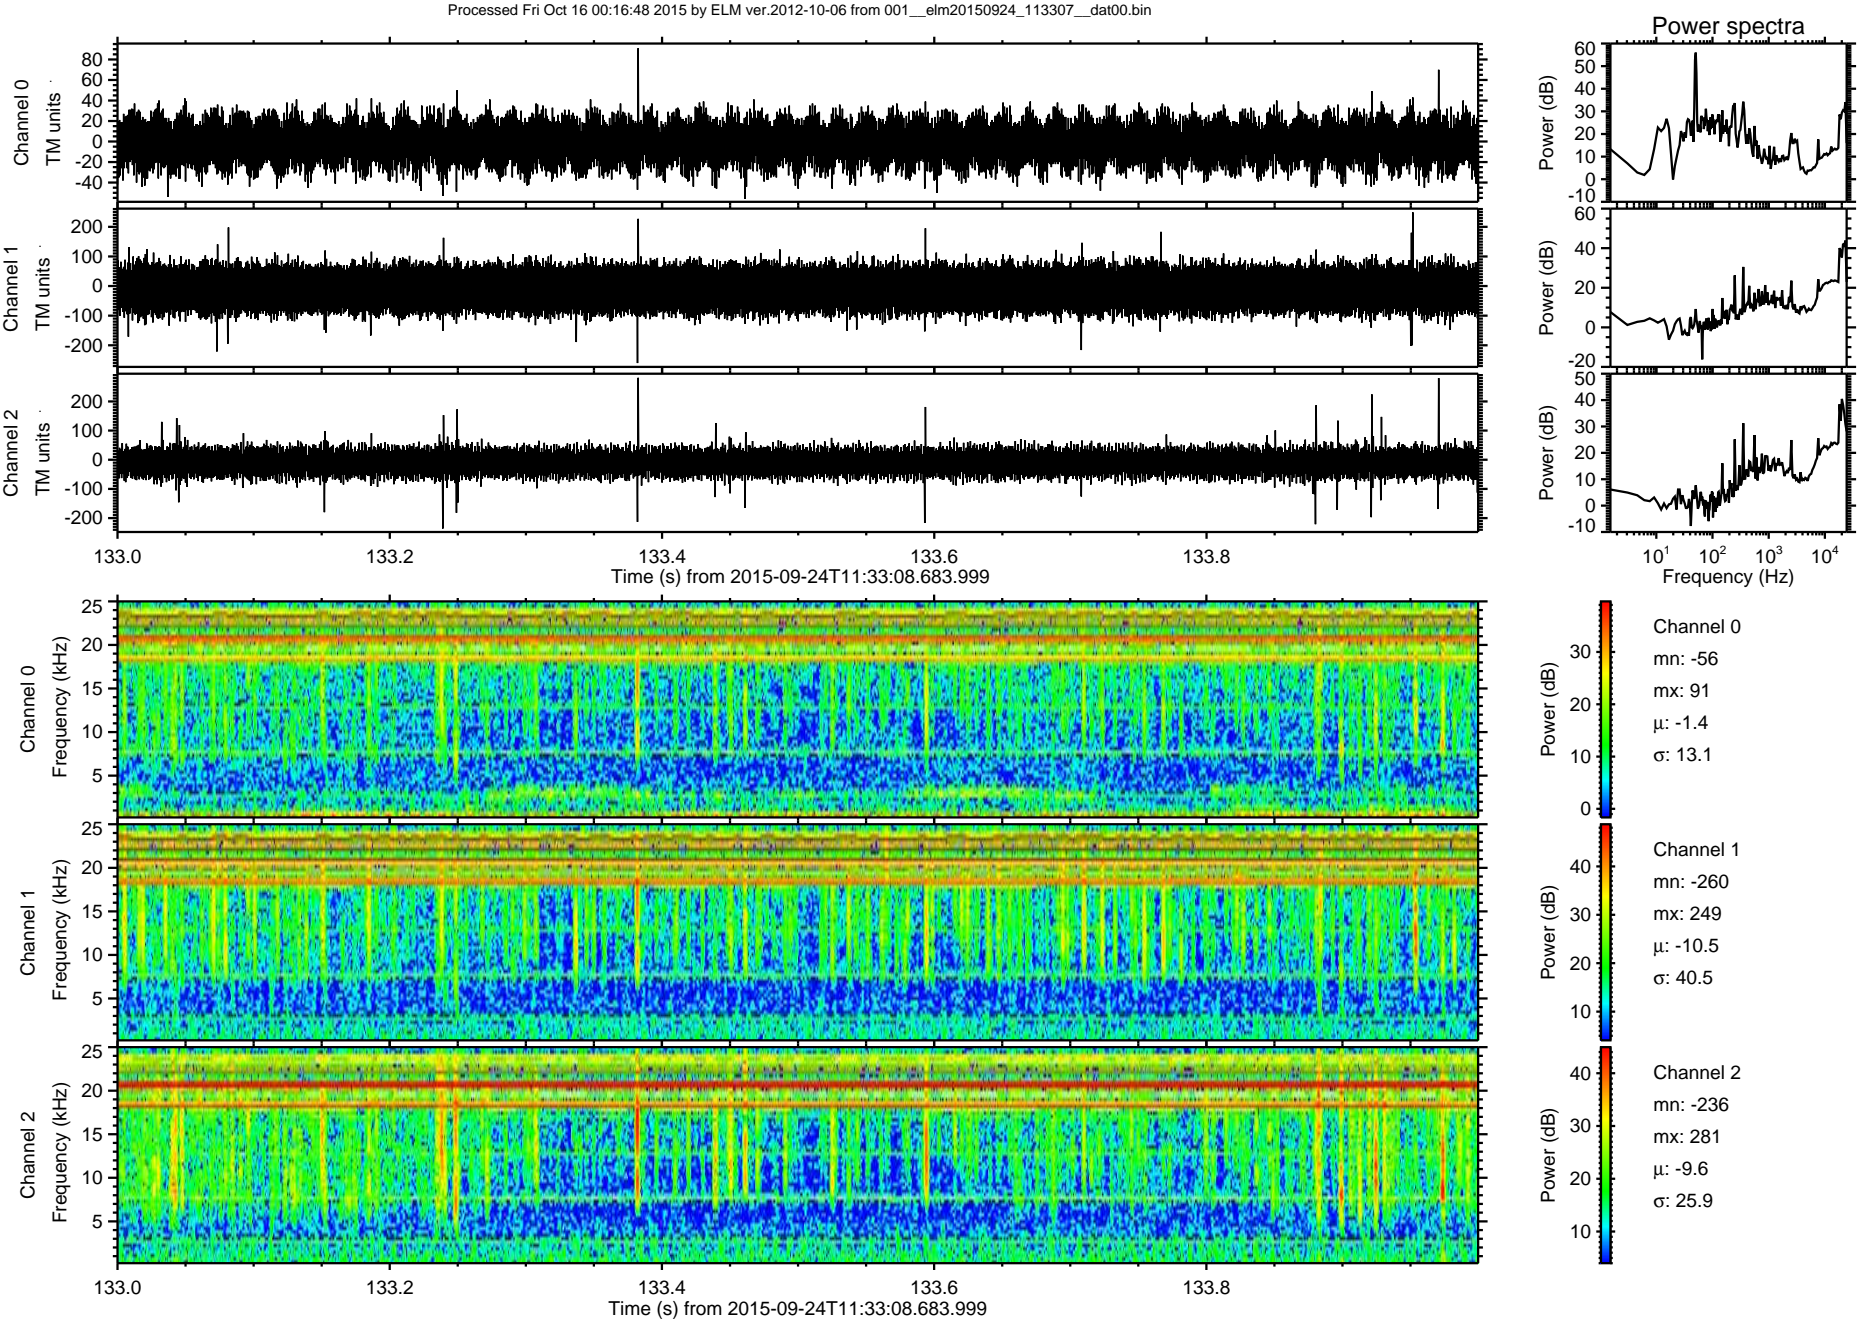 Processed Fri Oct 16 00:16:48 2015 by ELM ver.2012-10-06 from 001__elm20150924_113307__dat00.bin
Power spectra
Channel 0
TM units
80
60
40
20
0
-20
-40
Power (dB)
60
50
40
30
20
10
0
-10
Channel 1
TM units
200
100
0
-100
-200
Power (dB)
60
40
20
0
-20
Channel 2
TM units
200
100
0
-100
-200
Power (dB)
50
40
30
20
10
0
-10
133.0 133.2 133.4 133.6 133.8
Time (s) from 2015-09-24T11:33:08.683.999
10^1 10^2 10^3 10^4
Frequency (Hz)
Channel 0
Frequency (kHz)
25
20
15
10
5
Power (dB)
30
20
10
0
Channel 0
mn: -56
mx: 91
μ: -1.4
σ: 13.1
Channel 1
Frequency (kHz)
25
20
15
10
5
Power (dB)
40
30
20
10
Channel 1
mn: -260
mx: 249
μ: -10.5
σ: 40.5
Channel 2
Frequency (kHz)
25
20
15
10
5
Power (dB)
40
30
20
10
Channel 2
mn: -236
mx: 281
μ: -9.6
σ: 25.9
133.0 133.2 133.4 133.6 133.8
Time (s) from 2015-09-24T11:33:08.683.999